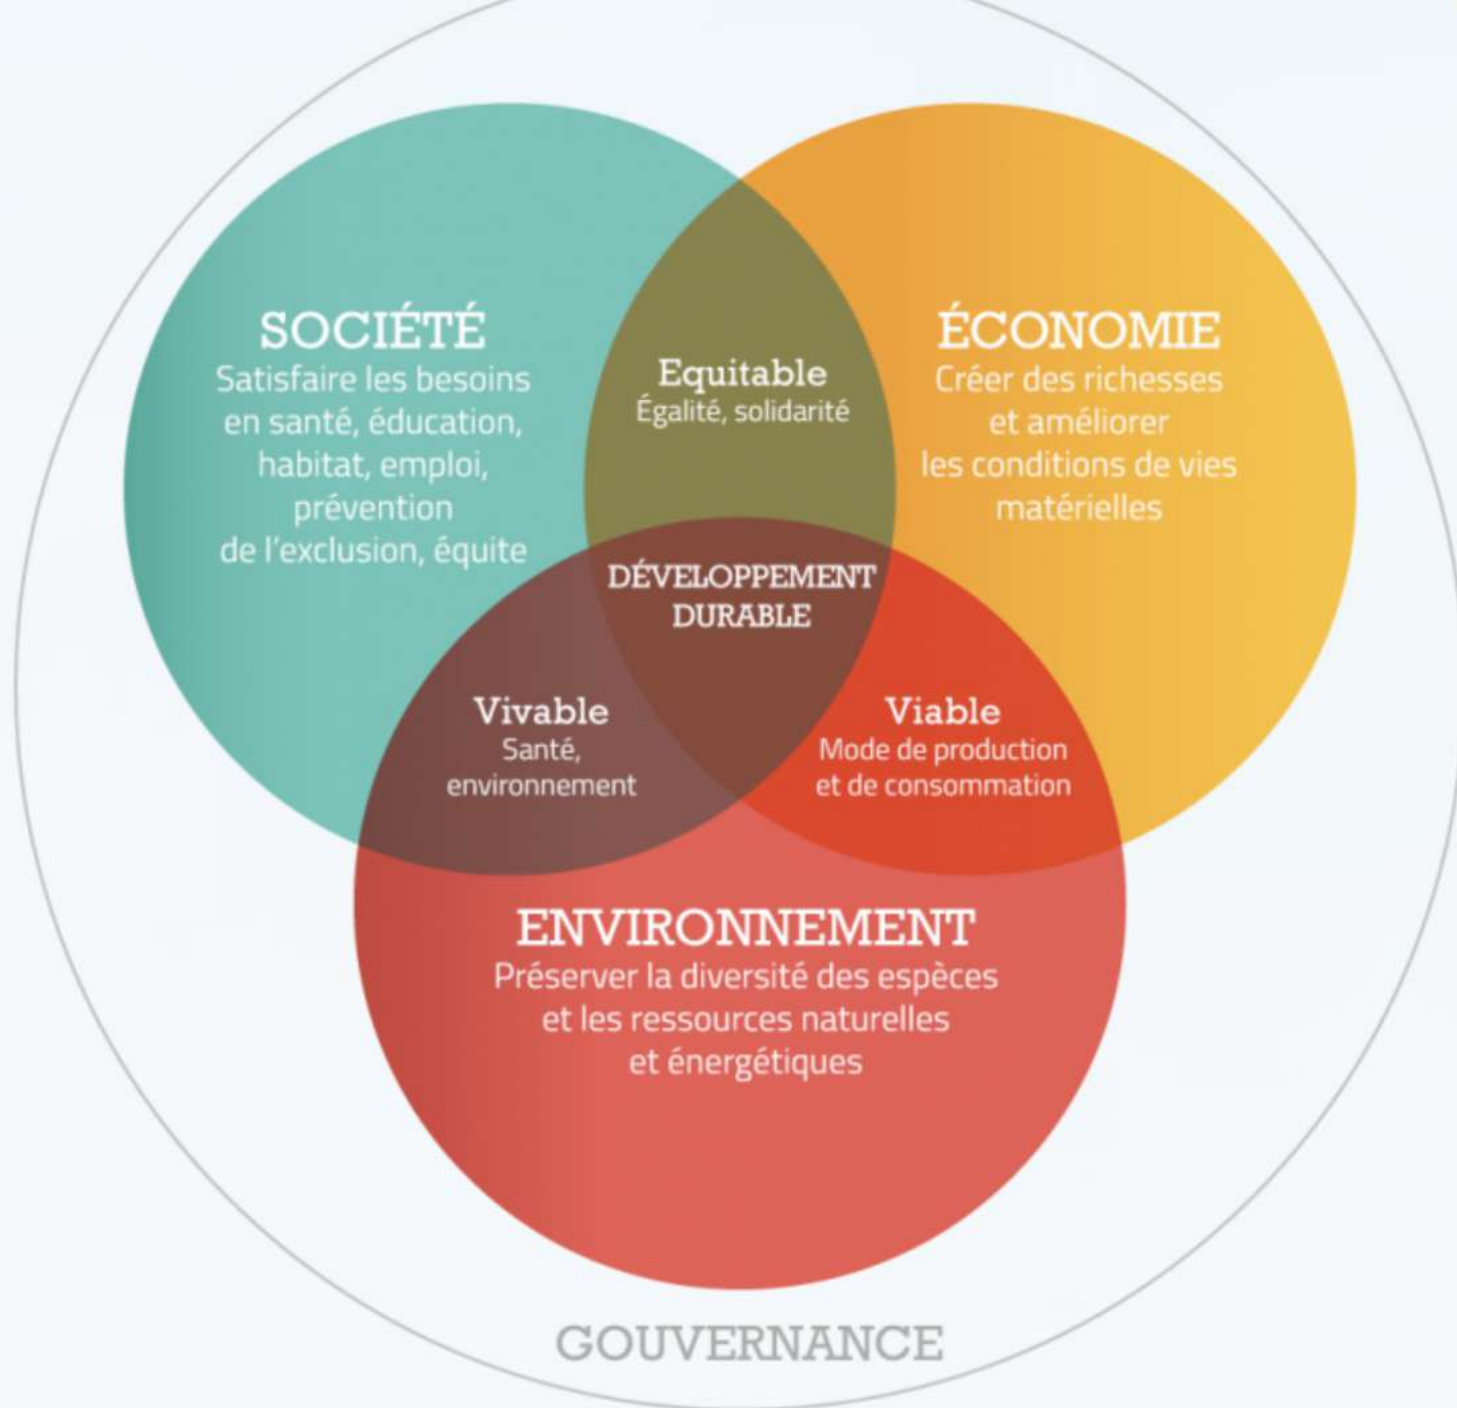 SOCIÉTÉ
Satisfaire les besoins
en santé, éducation,
habitat, emploi,
prévention
de l'exclusion, équite
Equitable
Égalité, solidarité
ÉCONOMIE
Créer des richesses
et améliorer
les conditions de vies
matérielles
DÉVELOPPEMENT
DURABLE
Vivable
Santé,
environnement
Viable
Mode de production
et de consommation
ENVIRONNEMENT
Préserver la diversité des espèces
et les ressources naturelles
et énergétiques
GOUVERNANCE